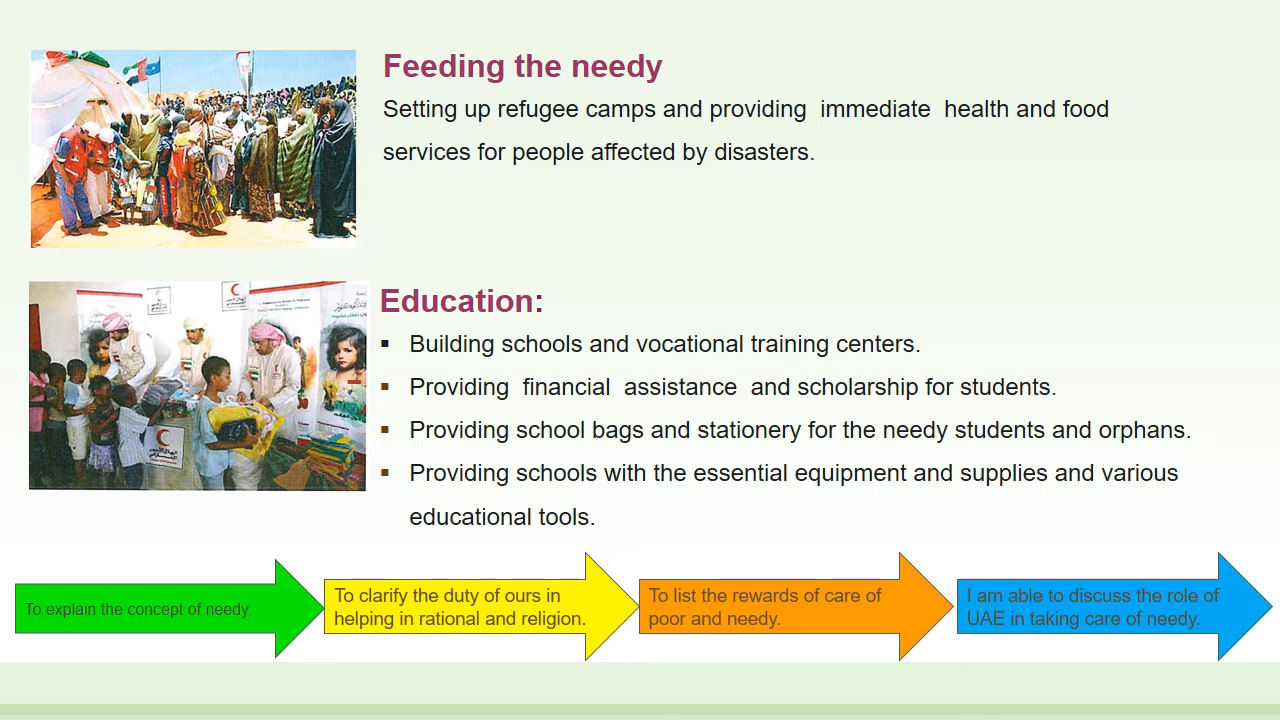 Feeding the needy
Setting up refugee camps and providing immediate health and food
services for people affected by disasters.
Education:
▪ Building schools and vocational training centers.
▪ Providing financial assistance and scholarship for students.
▪ Providing school bags and stationery for the needy students and orphans.
▪ Providing schools with the essential equipment and supplies and various
educational tools.
To explain the concept of needy.
To clarify the duty of ours in
helping in rational and religion.
To list the rewards of care of
poor and needy.
I am able to discuss the role of
UAE in taking care of needy.